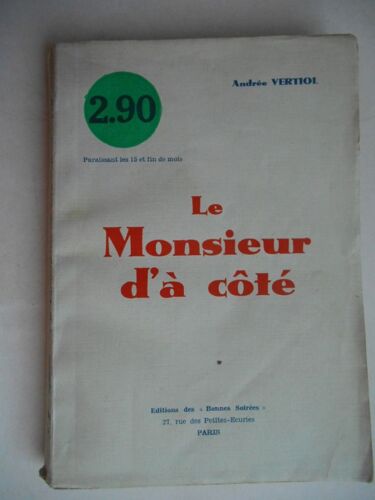 Andrée VERTIOL
2.90
Paraissant les 15 et fin de mois
Le
Monsieur
d'à côté
Editions des « Bonnes Soirées »
27, rue des Petites-Ecuries
PARIS